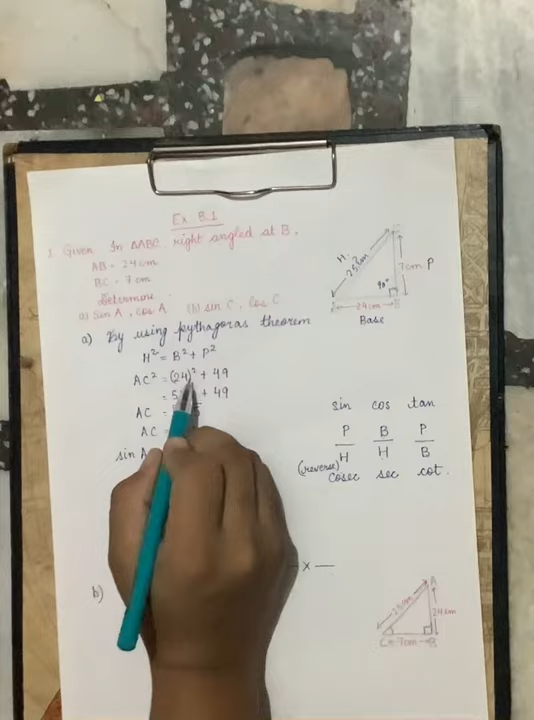 Ex 8.1
1. Given In ΔABC, right angled at B,
AB = 24 cm
BC = 7 cm
Determine
a) Sin A, cos A (b) sin C, cos C
H 25cm 7cm P
90°
24cm B
Base
a) By using pythagoras theorem
H² = B² + P²
AC² = (24)² + 49
= 5 + 49
AC =
AC =
sin A
sin cos tan
P B P
H H B
(reverse) cosec sec cot.
— x —
b)
A
25cm 24cm
C 7cm B